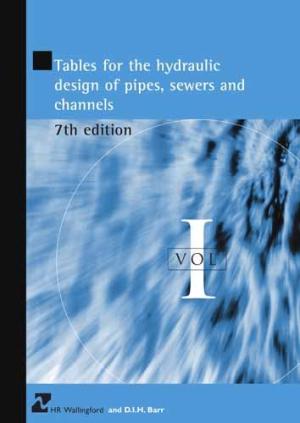 Tables for the hydraulic
design of pipes, sewers and
channels
7th edition
VOL I
HR Wallingford and D.I.H. Barr